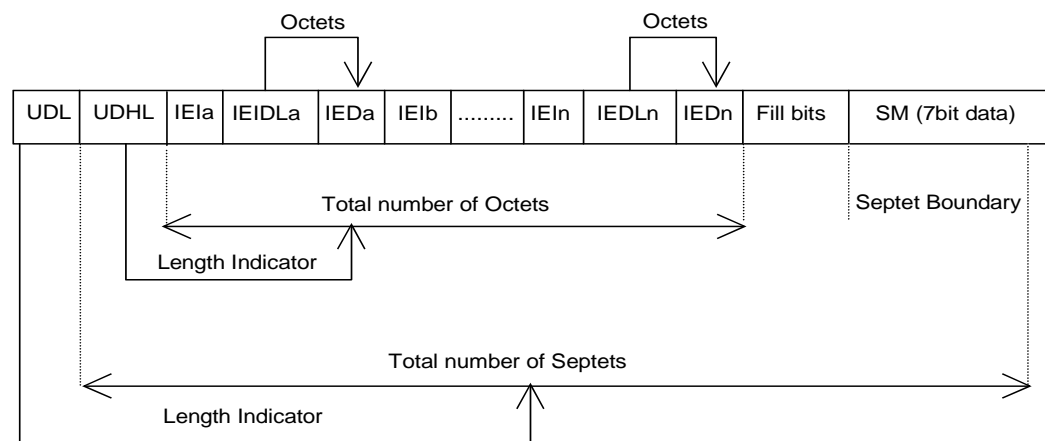 Octets Octets
UDL UDHL IEIa IEIDLa IEDa IEIb ......... IEIn IEDLn IEDn Fill bits SM (7bit data)
Total number of Octets
Septet Boundary
Length Indicator
Total number of Septets
Length Indicator